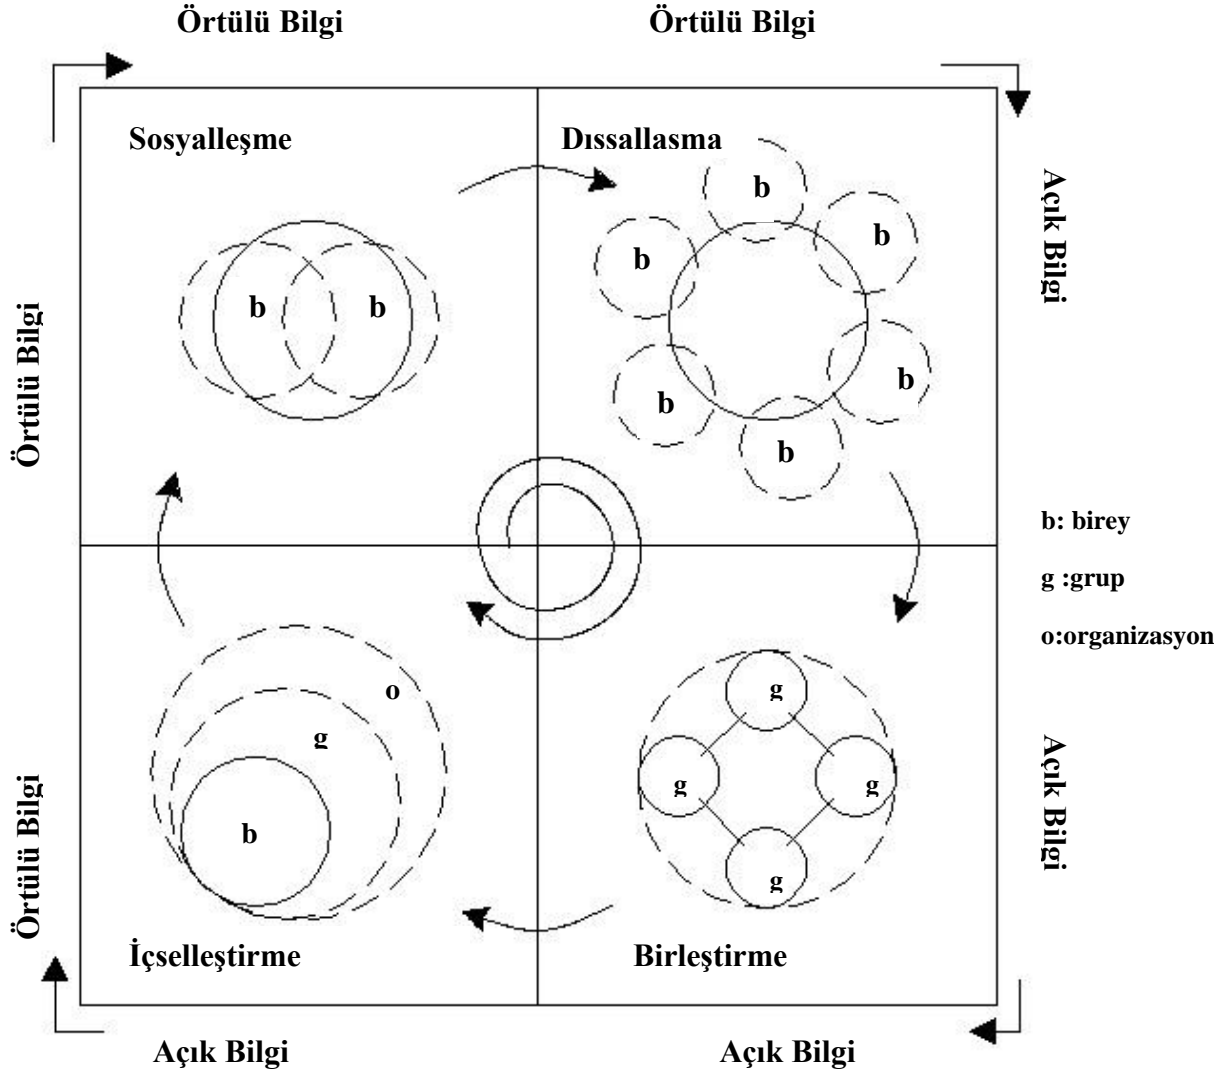 Örtülü Bilgi
Örtülü Bilgi
Sosyalleşme
Dıssallasma
b
b
b
b
b
b
b
b
Örtülü Bilgi
Açık Bilgi
b: birey
g :grup
o:organizasyon
o
g
b
g
g
g
g
Örtülü Bilgi
Açık Bilgi
İçselleştirme
Birleştirme
Açık Bilgi
Açık Bilgi